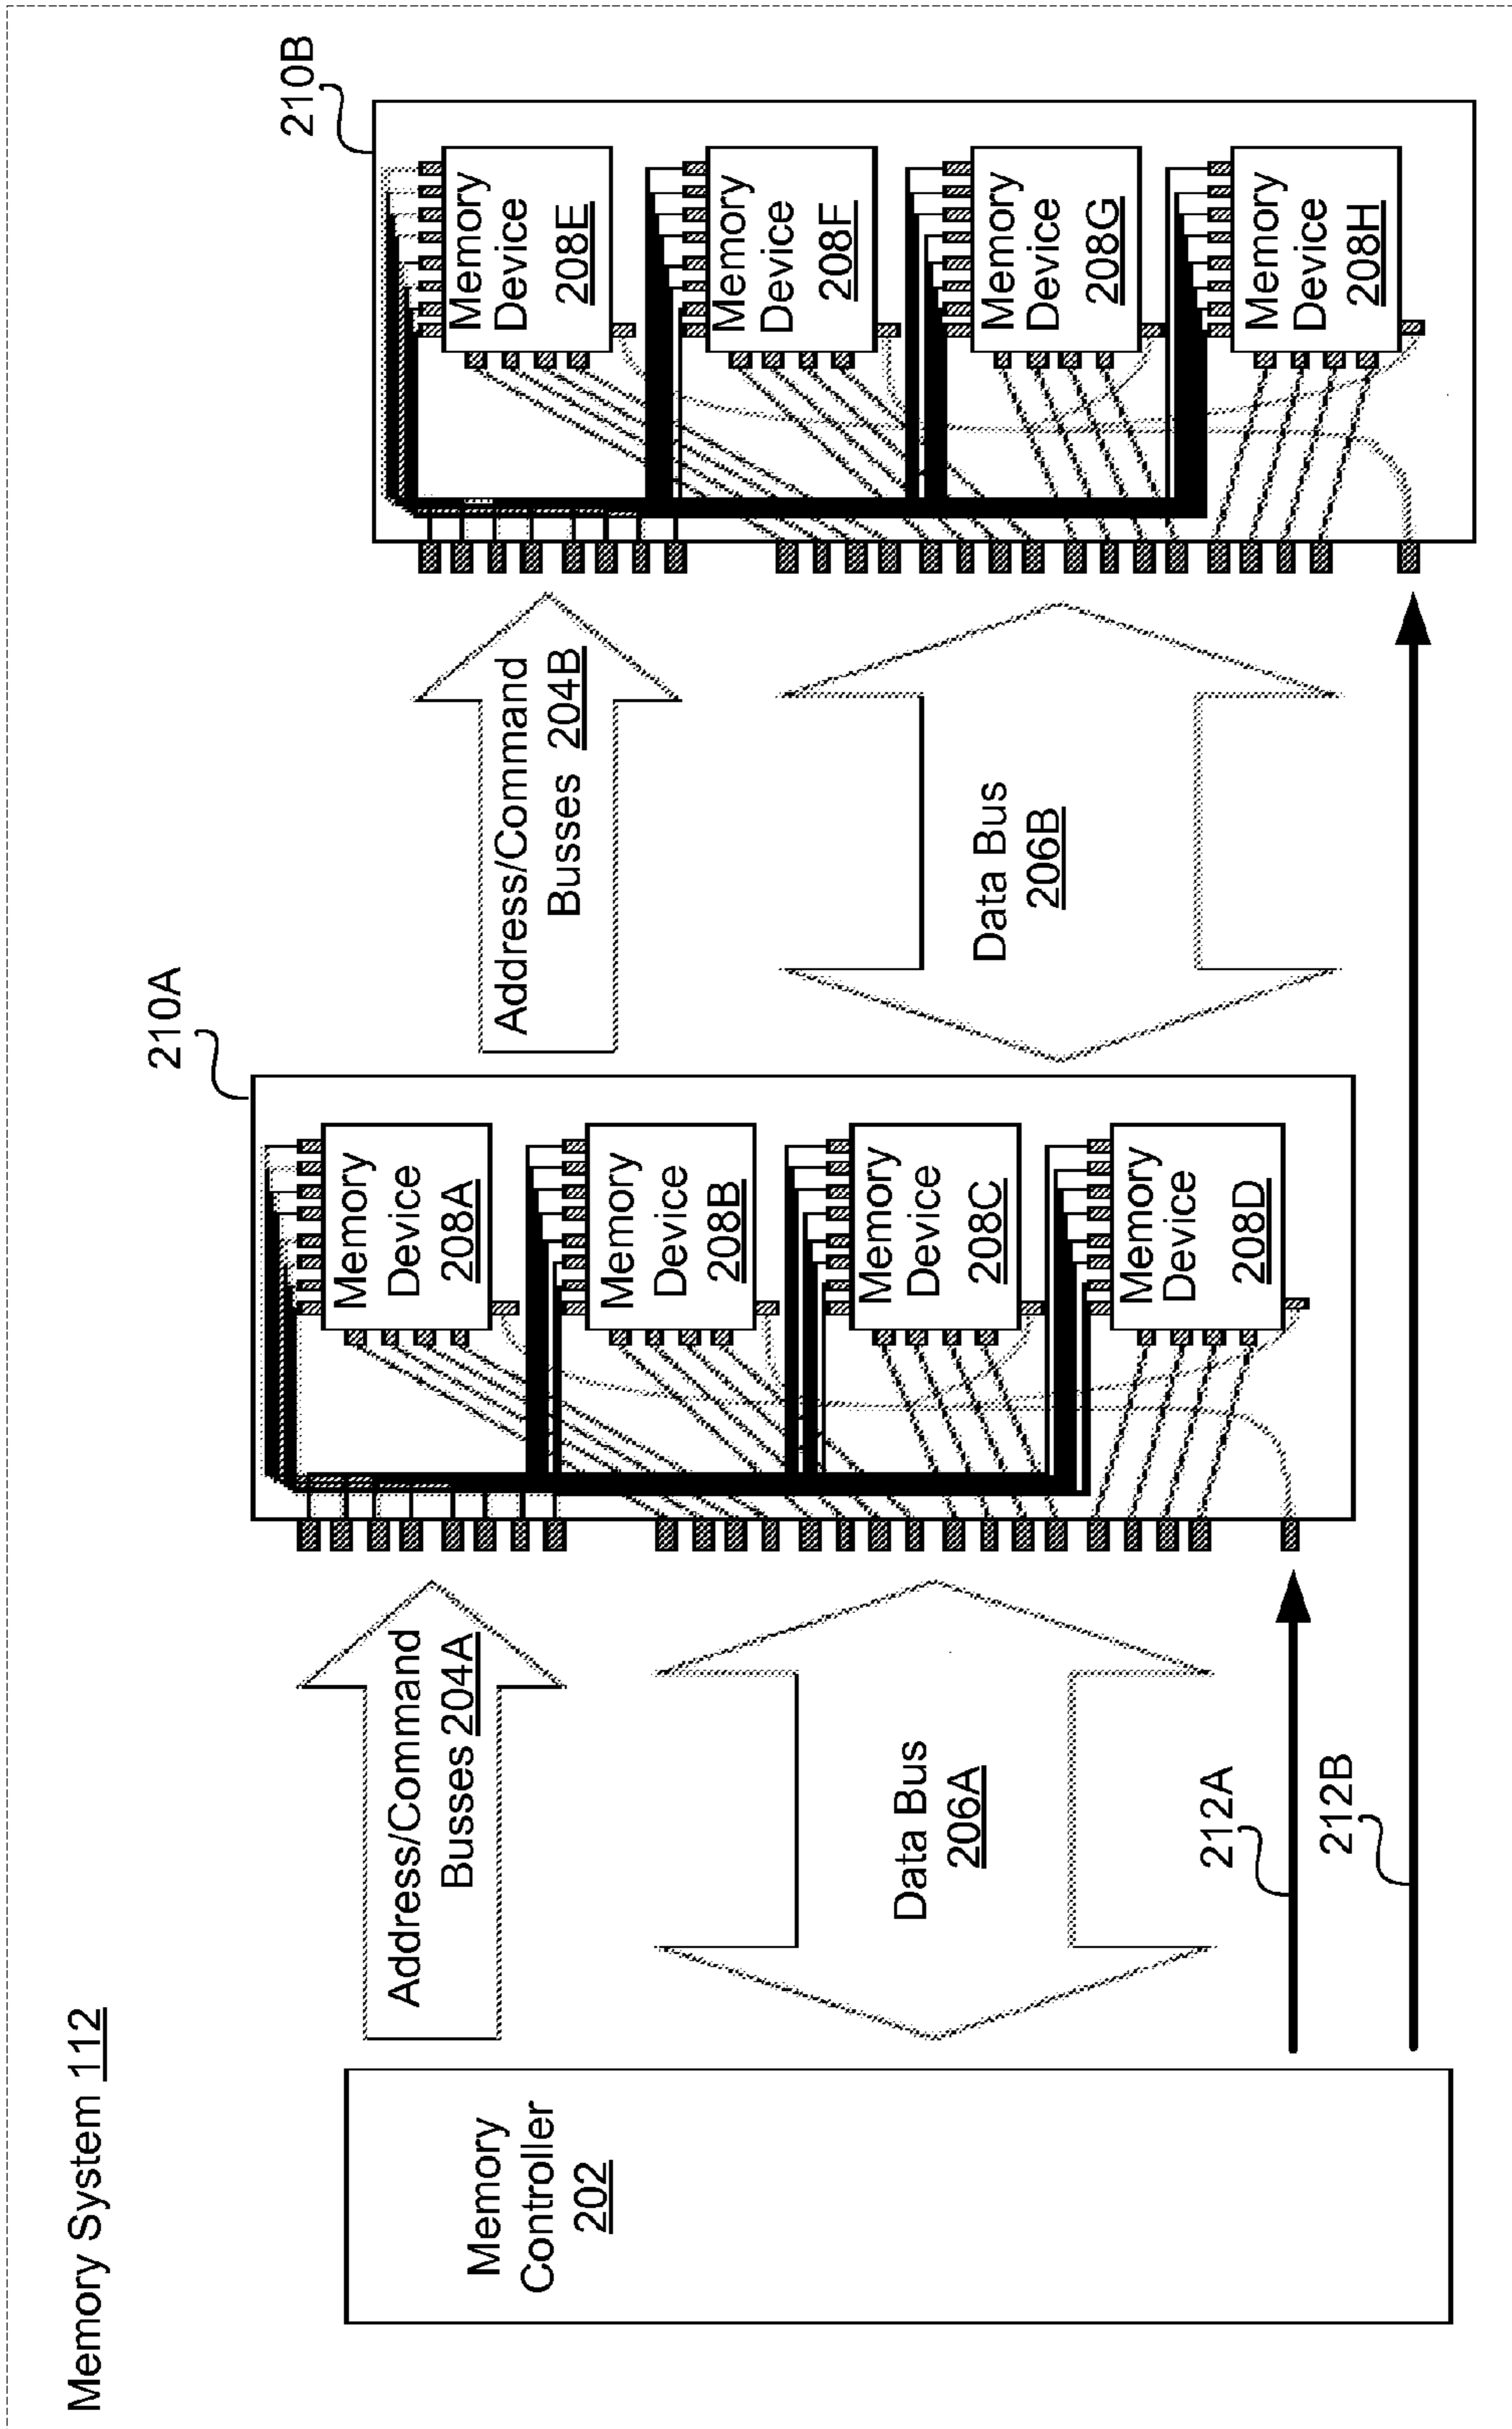 Memory System 112
Memory
Controller
202
Address/Command
Busses 204A
Data Bus
206A
212A
212B
210A
Memory
Device
208A
Memory
Device
208B
Memory
Device
208C
Memory
Device
208D
Address/Command
Busses 204B
Data Bus
206B
210B
Memory
Device
208E
Memory
Device
208F
Memory
Device
208G
Memory
Device
208H